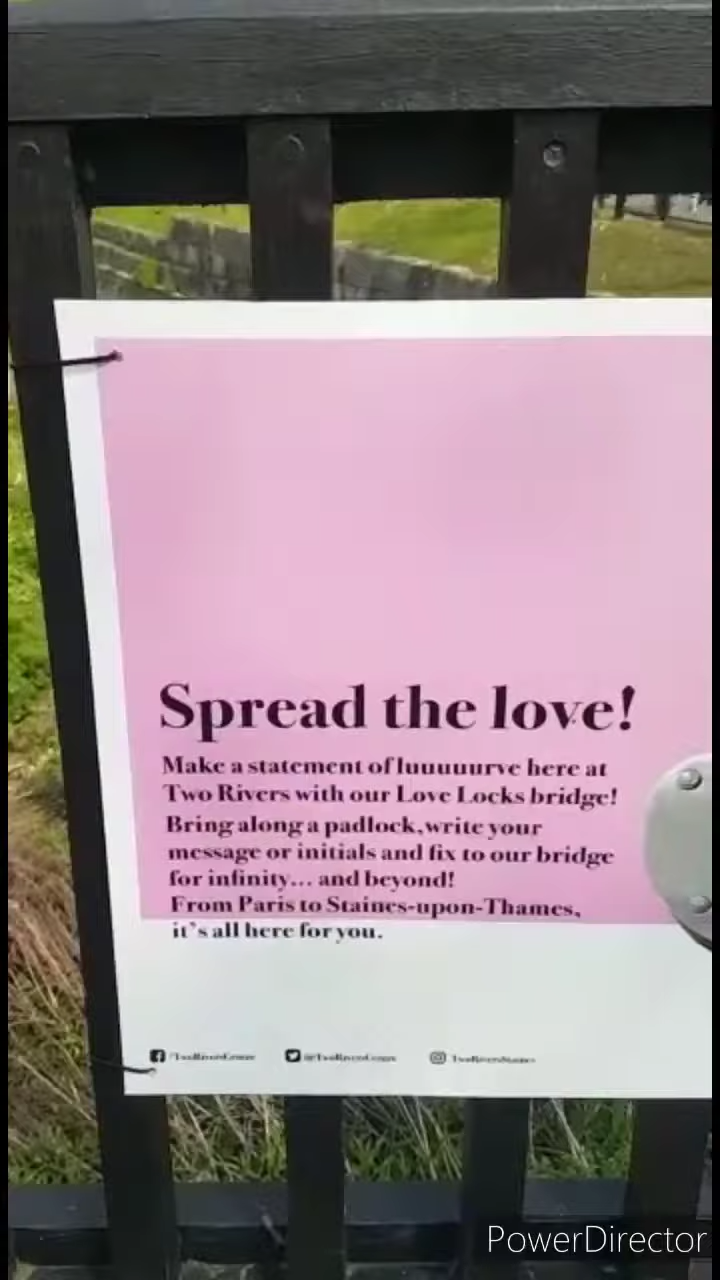 Spread the love!
Make a statement of luuuuurve here at
Two Rivers with our Love Locks bridge!
Bring along a padlock, write your
message or initials and fix to our bridge
for infinity... and beyond!
From Paris to Staines-upon-Thames,
it's all here for you.
PowerDirector